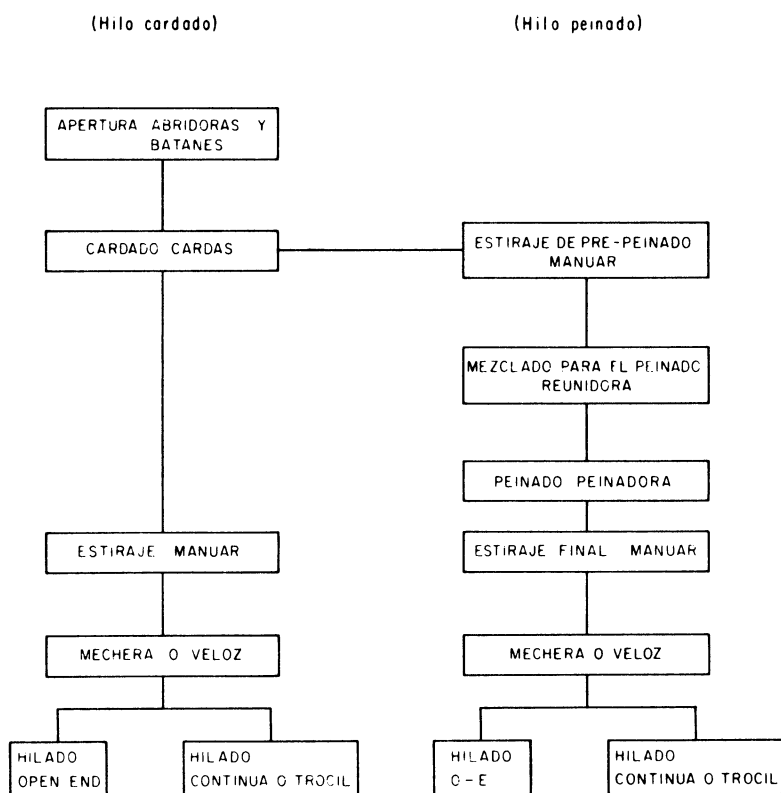 (Hilo cardado)
(Hilo peinado)
APERTURA ABRIDORAS Y
BATANES
CARDADO CARDAS
ESTIRAJE DE PRE-PEINADO
MANUAR
MEZCLADO PARA EL PEINADO
REUNIDORA
PEINADO PEINADORA
ESTIRAJE MANUAR
ESTIRAJE FINAL MANUAR
MECHERA O VELOZ
MECHERA O VELOZ
HILADO
OPEN END
HILADO
CONTINUA O TROCIL
HILADO
O-E
HILADO
CONTINUA O TROCIL